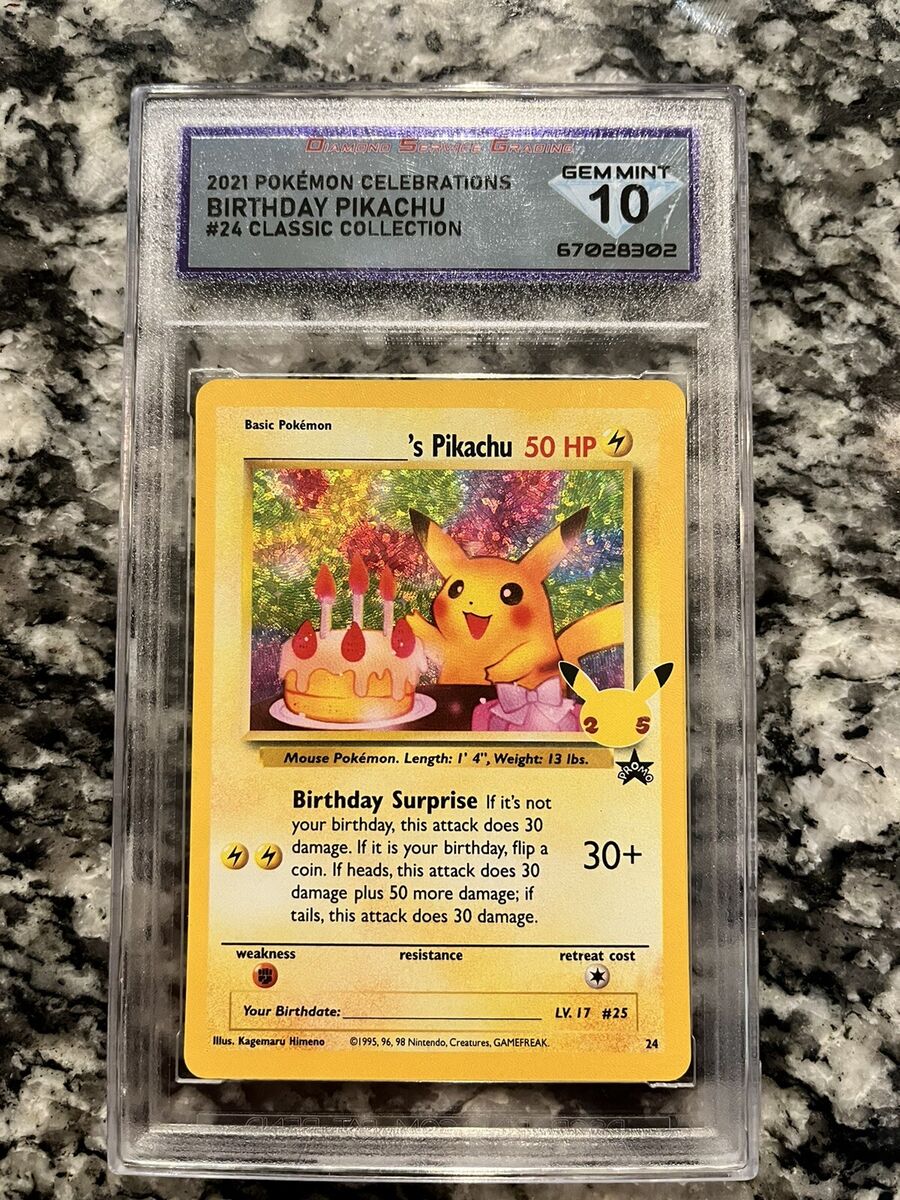 Diamond Service Grading
2021 POKÉMON CELEBRATIONS
BIRTHDAY PIKACHU
#24 CLASSIC COLLECTION
GEM MINT
10
67028302
Basic Pokémon
____________'s Pikachu 50 HP
25
PROMO
Mouse Pokémon. Length: 1' 4", Weight: 13 lbs.
Birthday Surprise If it's not
your birthday, this attack does 30
damage. If it is your birthday, flip a
coin. If heads, this attack does 30
damage plus 50 more damage; if
tails, this attack does 30 damage.
30+
weakness resistance retreat cost
Your Birthdate:____________ LV. 17 #25
Illus. Kagemaru Himeno ©1995, 96, 98 Nintendo, Creatures, GAMEFREAK. 24